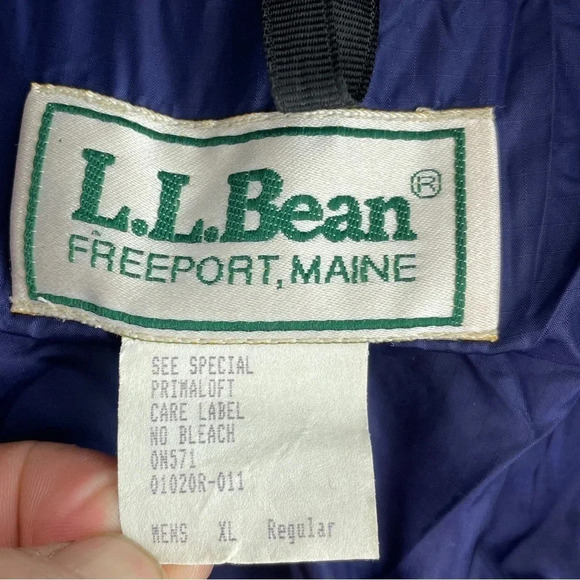 L.L.Bean®
FREEPORT, MAINE
SEE SPECIAL
PRIMALOFT
CARE LABEL
NO BLEACH
ON571
01020R-011
MENS XL Regular